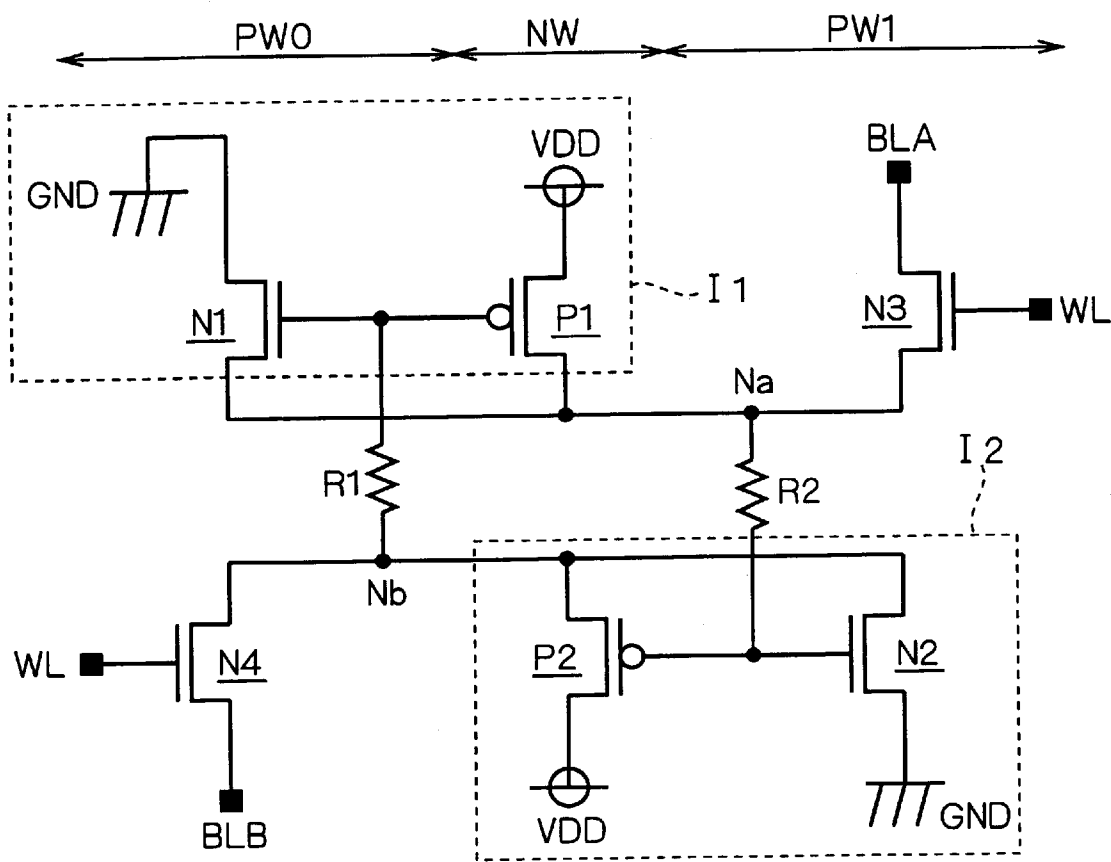 PW0 NW PW1
VDD BLA
GND
I1
N1 P1 N3 WL
Na
I2
R1 R2
Nb
WL N4 P2 N2
BLB VDD GND